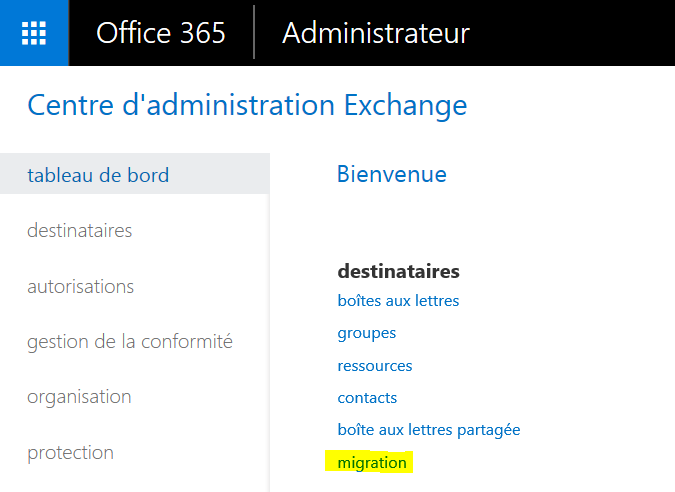 Office 365 Administrateur
Centre d'administration Exchange
tableau de bord
destinataires
autorisations
gestion de la conformité
organisation
protection
Bienvenue
destinataires
boîtes aux lettres
groupes
ressources
contacts
boîte aux lettres partagée
migration